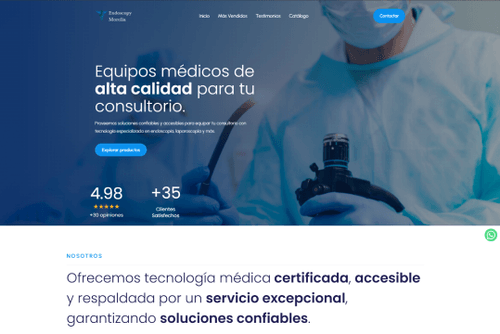 Endoscopy
Morelia
Inicio Más Vendidos Testimonios Catálogo Contactar
Equipos médicos de
alta calidad para tu
consultorio.
Proveemos soluciones confiables y accesibles para equipar tu consultorio con
tecnología especializada en endoscopia, laparoscopia y más.
Explorar productos
4.98 +35
+30 opiniones
Clientes
Satisfechos
NOSOTROS
Ofrecemos tecnología médica certificada, accesible
y respaldada por un servicio excepcional,
garantizando soluciones confiables.